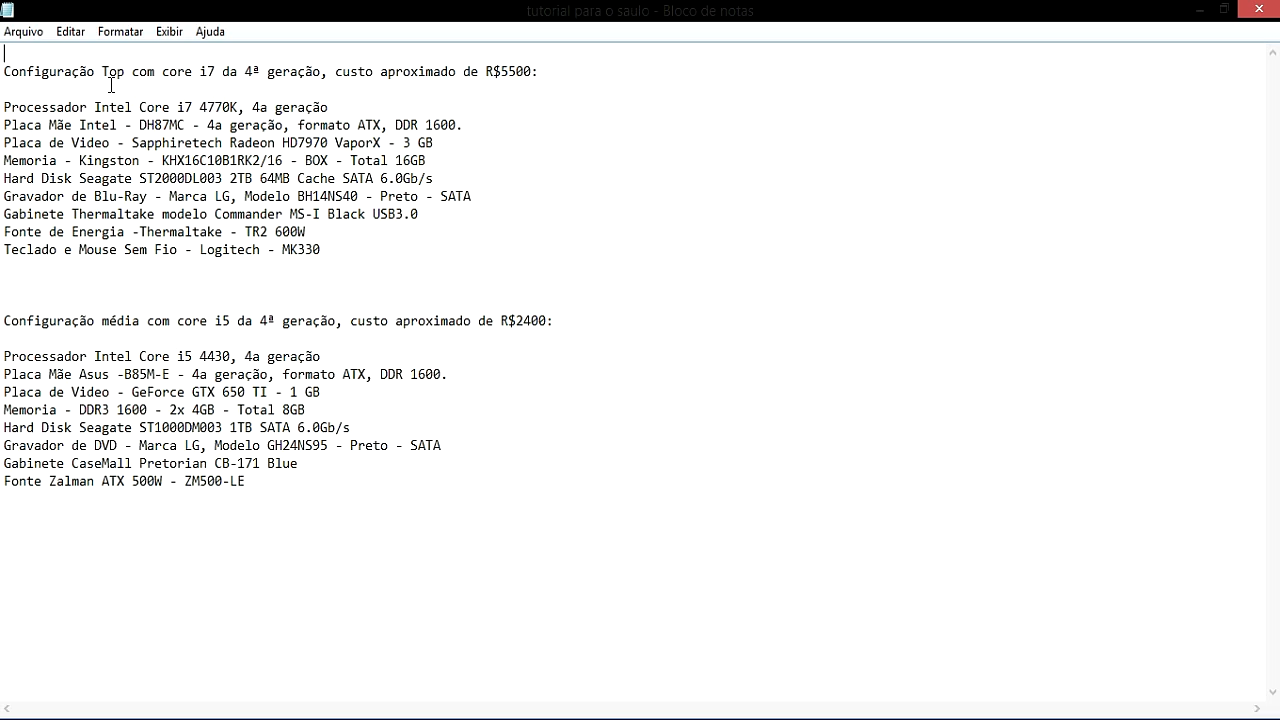 tutorial para o saulo - Bloco de notas
Arquivo Editar Formatar Exibir Ajuda
Configuração Top com core i7 da 4ª geração, custo aproximado de R$5500:
Processador Intel Core i7 4770K, 4a geração
Placa Mãe Intel - DH87MC - 4a geração, formato ATX, DDR 1600.
Placa de Video - Sapphiretech Radeon HD7970 VaporX - 3 GB
Memoria - Kingston - KHX16C10B1RK2/16 - BOX - Total 16GB
Hard Disk Seagate ST2000DL003 2TB 64MB Cache SATA 6.0Gb/s
Gravador de Blu-Ray - Marca LG, Modelo BH14NS40 - Preto - SATA
Gabinete Thermaltake modelo Commander MS-I Black USB3.0
Fonte de Energia -Thermaltake - TR2 600W
Teclado e Mouse Sem Fio - Logitech - MK330
Configuração média com core i5 da 4ª geração, custo aproximado de R$2400:
Processador Intel Core i5 4430, 4a geração
Placa Mãe Asus -B85M-E - 4a geração, formato ATX, DDR 1600.
Placa de Video - GeForce GTX 650 TI - 1 GB
Memoria - DDR3 1600 - 2x 4GB - Total 8GB
Hard Disk Seagate ST1000DM003 1TB SATA 6.0Gb/s
Gravador de DVD - Marca LG, Modelo GH24NS95 - Preto - SATA
Gabinete CaseMall Pretorian CB-171 Blue
Fonte Zalman ATX 500W - ZM500-LE